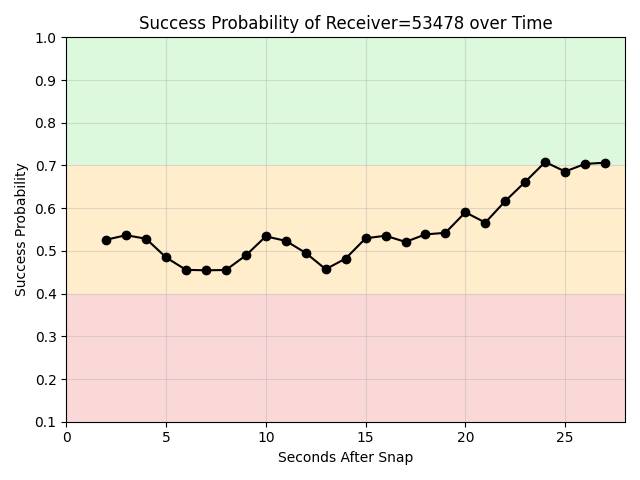 Success Probability of Receiver=53478 over Time
1.0
0.9
0.8
0.7
0.6
0.5
0.4
0.3
0.2
0.1
Success Probability
0 5 10 15 20 25
Seconds After Snap